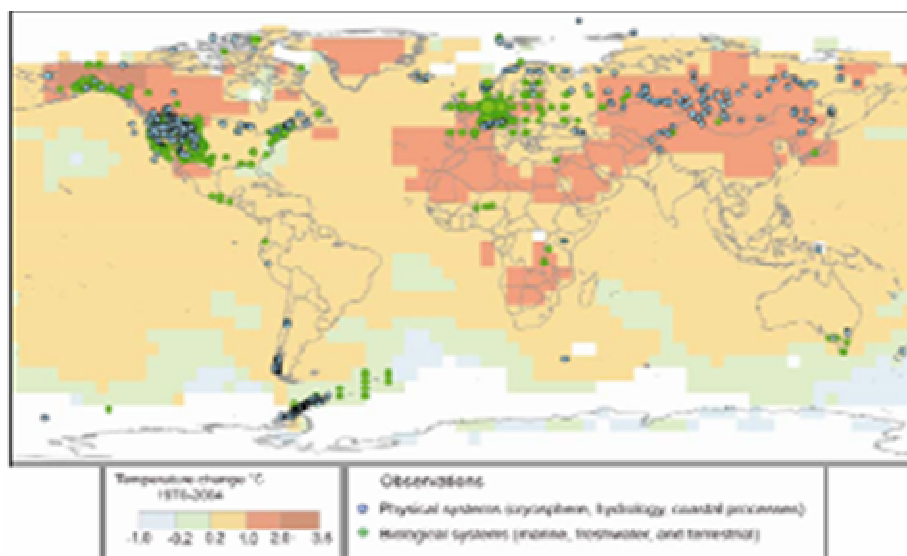 Temperature change °C
1970-2004
-1.0 -0.2 0.2 1.0 2.0 3.5
Observations
Physical systems (cryosphere, hydrology, coastal processes)
Biological systems (marine, freshwater, and terrestrial)